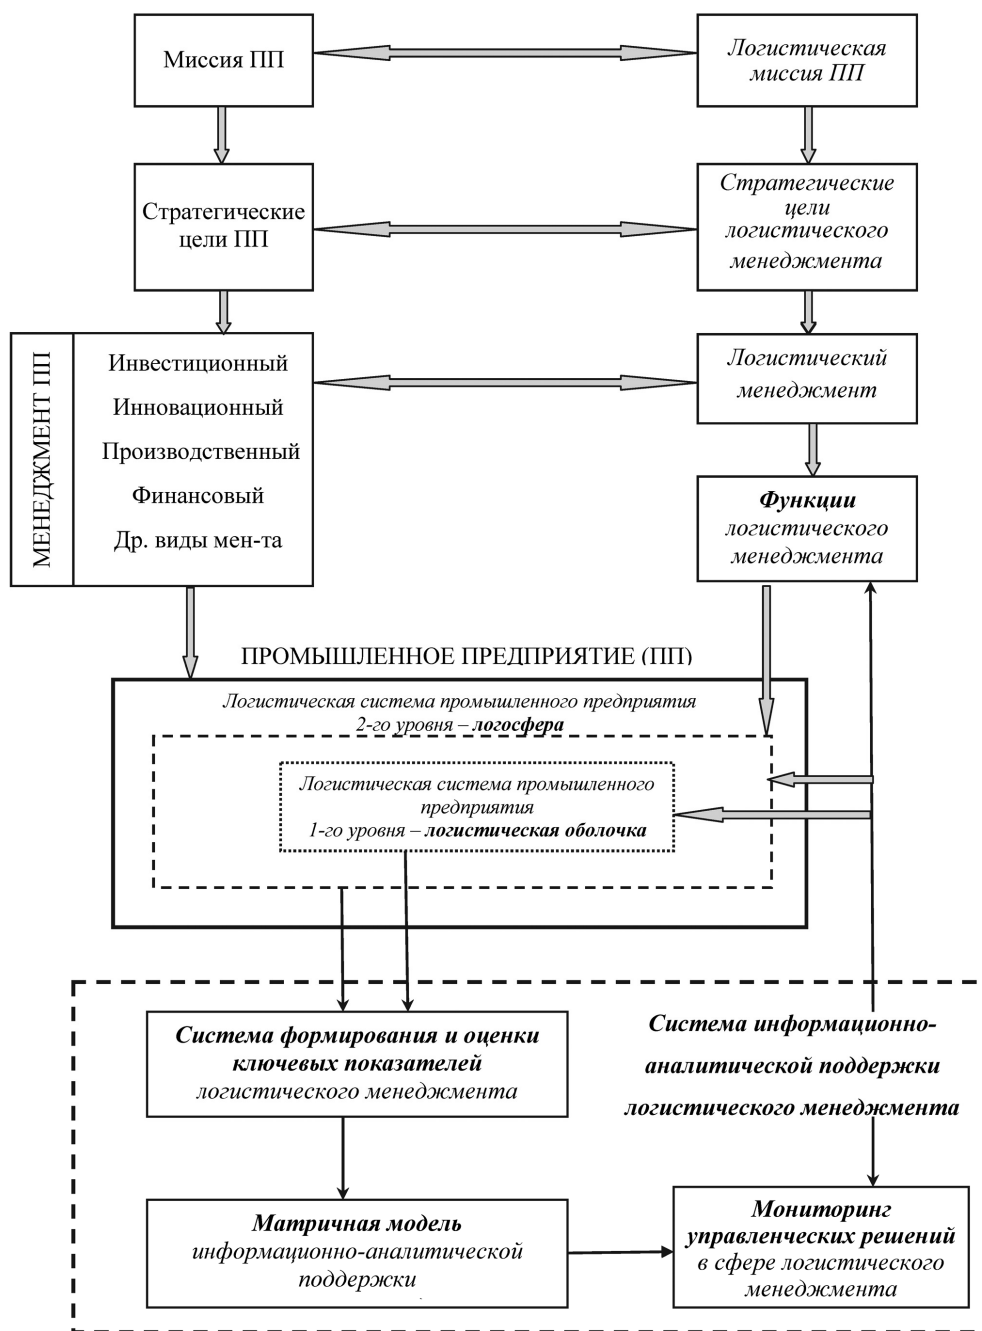 Миссия ПП
Логистическая
миссия ПП
Стратегические
цели ПП
Стратегические
цели
логистического
менеджмента
МЕНЕДЖМЕНТ ПП
Инвестиционный
Инновационный
Производственный
Финансовый
Др. виды мен-та
Логистический
менеджмент
Функции
логистического
менеджмента
ПРОМЫШЛЕННОЕ ПРЕДПРИЯТИЕ (ПП)
Логистическая система промышленного предприятия
2-го уровня – логосфера
Логистическая система промышленного
предприятия
1-го уровня – логистическая оболочка
Система формирования и оценки
ключевых показателей
логистического менеджмента
Система информационно-
аналитической поддержки
логистического менеджмента
Матричная модель
информационно-аналитической
поддержки
Мониторинг
управленческих решений
в сфере логистического
менеджмента